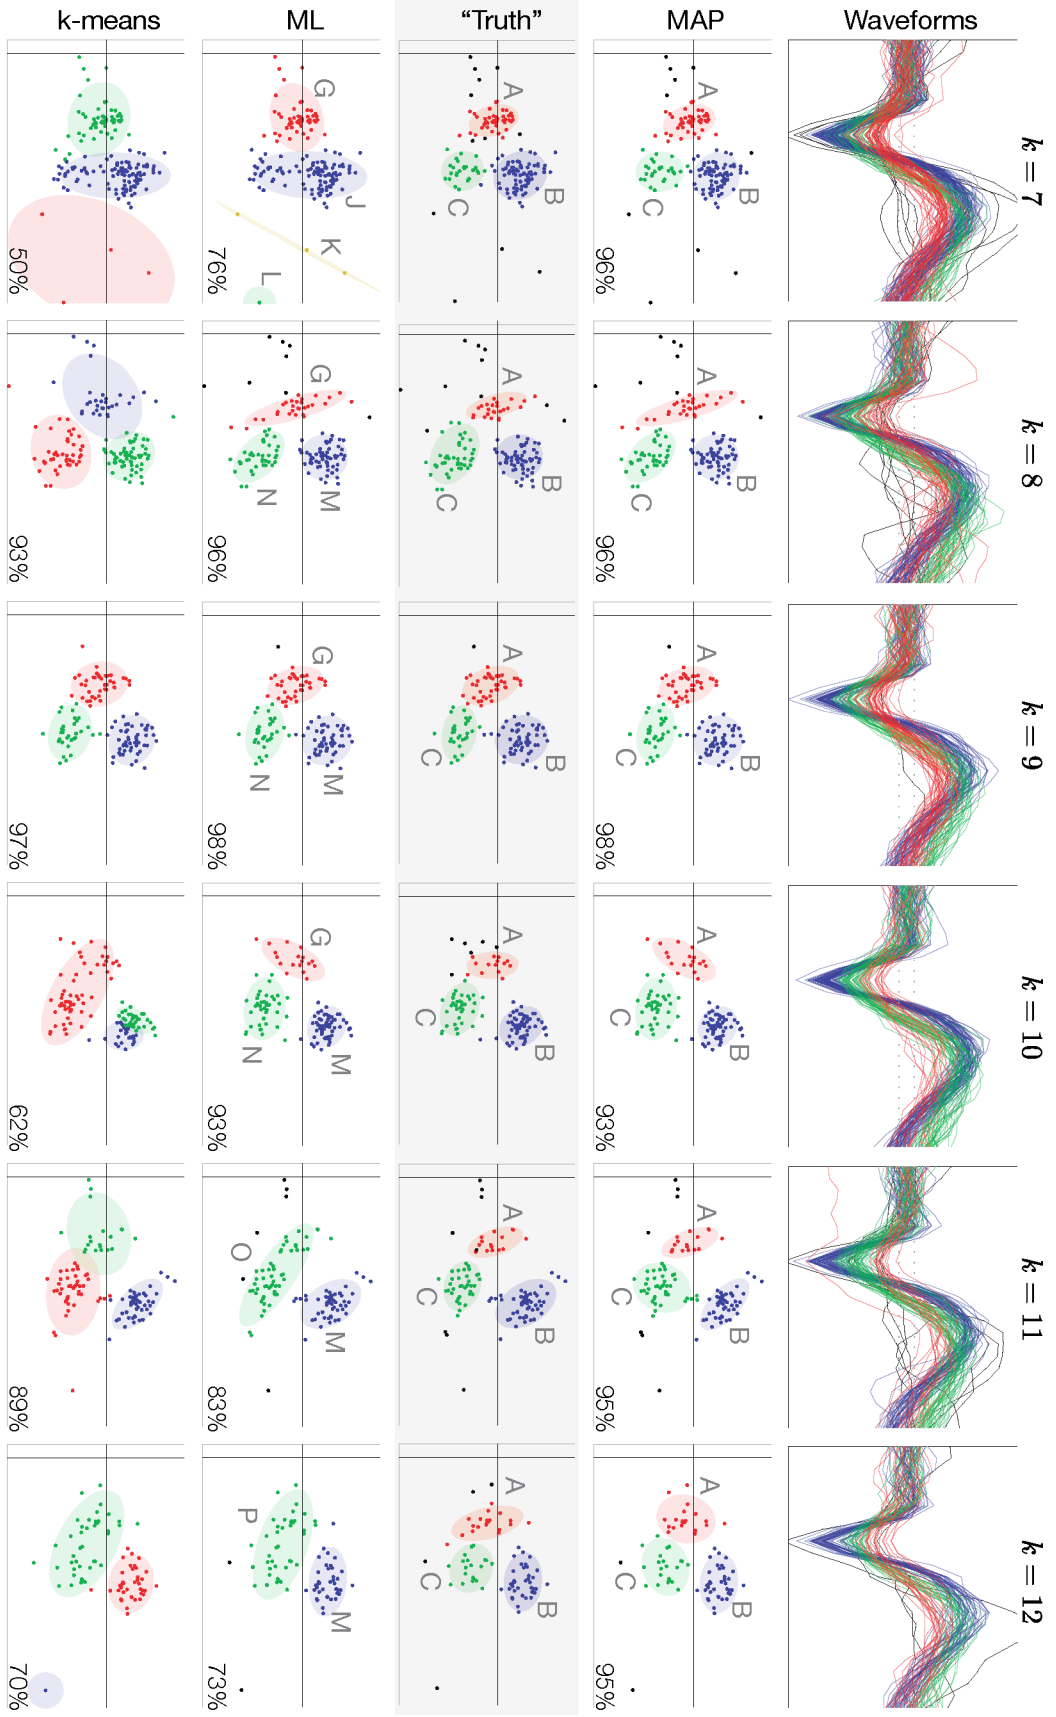 k-means ML “Truth” MAP Waveforms
k = 7
A A G
B B J
C C K
L
96% 76% 50%
k = 8
A A G
B B M
C C N
96% 96% 93%
k = 9
A A G
B B M
C C N
98% 98% 97%
k = 10
A A G
B B M
C C N
93% 93% 62%
k = 11
A A O
B B M
C C
95% 83% 89%
k = 12
A A P
B B M
C C
95% 73% 70%